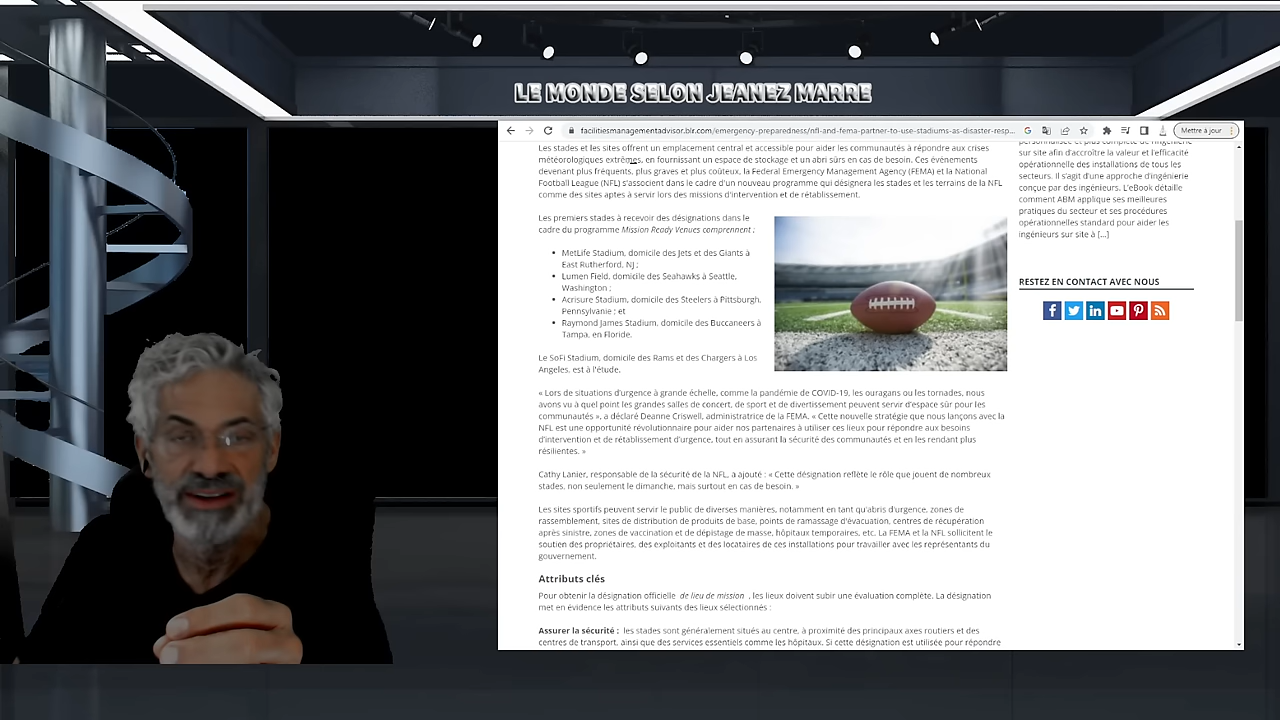 LE MONDE SELON JEANEZ MARRE
facilitiesmanagementadvisor.blr.com/emergency-preparedness/nfl-and-fema-partner-to-use-stadiums-as-disaster-resp...
Mettre à jour
Les stades et les sites offrent un emplacement central et accessible pour aider les communautés à répondre aux crises
météorologiques extrêmes, en fournissant un espace de stockage et un abri sûrs en cas de besoin. Ces événements
devenant plus fréquents, plus graves et plus coûteux, la Federal Emergency Management Agency (FEMA) et la National
Football League (NFL) s'associent dans le cadre d'un nouveau programme qui désignera les stades et les terrains de la NFL
comme des sites aptes à servir lors des missions d'intervention et de rétablissement.
Les premiers stades à recevoir des désignations dans le
cadre du programme Mission Ready Venues comprennent ;
• MetLife Stadium, domicile des Jets et des Giants à
East Rutherford, NJ ;
• Lumen Field, domicile des Seahawks à Seattle,
Washington ;
• Acrisure Stadium, domicile des Steelers à Pittsburgh,
Pennsylvanie ; et
• Raymond James Stadium, domicile des Buccaneers à
Tampa, en Floride.
Le SoFi Stadium, domicile des Rams et des Chargers à Los
Angeles, est à l'étude.
« Lors de situations d'urgence à grande échelle, comme la pandémie de COVID-19, les ouragans ou les tornades, nous
avons vu à quel point les grandes salles de concert, de sport et de divertissement peuvent servir d'espace sûr pour les
communautés », a déclaré Deanne Criswell, administratrice de la FEMA. « Cette nouvelle stratégie que nous lançons avec la
NFL est une opportunité révolutionnaire pour aider nos partenaires à utiliser ces lieux pour répondre aux besoins
d'intervention et de rétablissement d'urgence, tout en assurant la sécurité des communautés et en les rendant plus
résilientes. »
Cathy Lanier, responsable de la sécurité de la NFL, a ajouté : « Cette désignation reflète le rôle que jouent de nombreux
stades, non seulement le dimanche, mais surtout en cas de besoin. »
Les sites sportifs peuvent servir le public de diverses manières, notamment en tant qu'abris d'urgence, zones de
rassemblement, sites de distribution de produits de base, points de ramassage d'évacuation, centres de récupération
après sinistre, zones de vaccination et de dépistage de masse, hôpitaux temporaires, etc. La FEMA et la NFL sollicitent le
soutien des propriétaires, des exploitants et des locataires de ces installations pour travailler avec les représentants du
gouvernement.
Attributs clés
Pour obtenir la désignation officielle de lieu de mission , les lieux doivent subir une évaluation complète. La désignation
met en évidence les attributs suivants des lieux sélectionnés :
Assurer la sécurité : les stades sont généralement situés au centre, à proximité des principaux axes routiers et des
centres de transport, ainsi que des services essentiels comme les hôpitaux. Si cette désignation est utilisée pour répondre
sur site afin d'accroître la valeur et l'efficacité
opérationnelle des installations de tous les
secteurs. Il s'agit d'une approche d'ingénierie
conçue par des ingénieurs. L'eBook détaille
comment ABM applique ses meilleures
pratiques du secteur et ses procédures
opérationnelles standard pour aider les
ingénieurs sur site à [...]
RESTEZ EN CONTACT AVEC NOUS